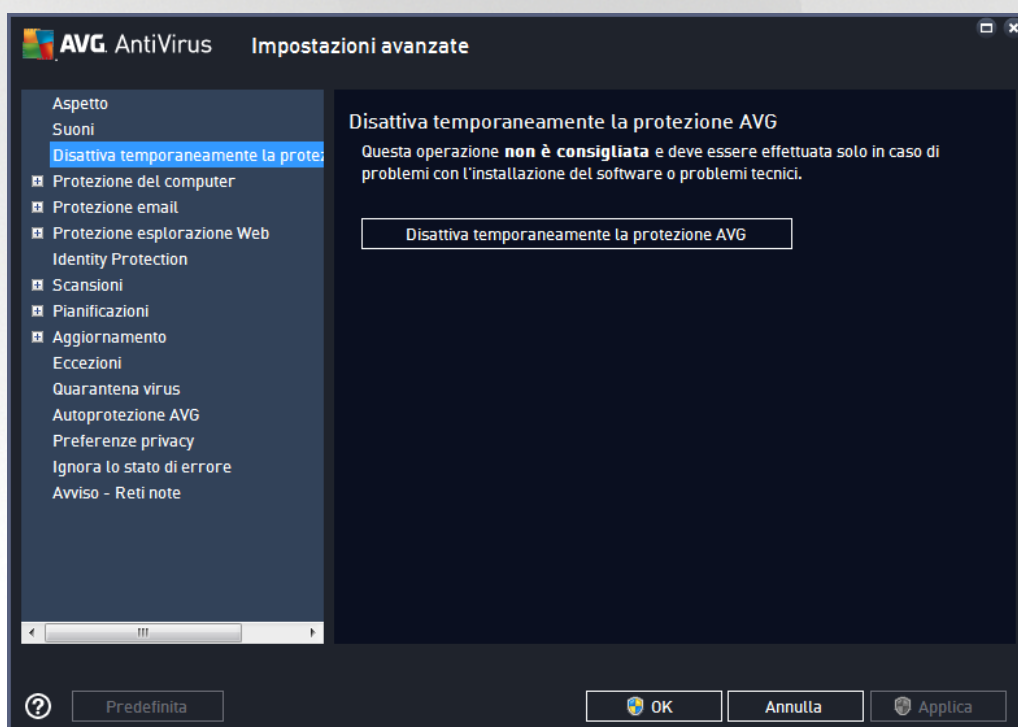 AVG. AntiVirus
Impostazioni avanzate
Aspetto
Suoni
Disattiva temporaneamente la protez
Protezione del computer
Protezione email
Protezione esplorazione Web
Identity Protection
Scansioni
Pianificazioni
Aggiornamento
Eccezioni
Quarantena virus
Autoprotezione AVG
Preferenze privacy
Ignora lo stato di errore
Avviso - Reti note
Disattiva temporaneamente la protezione AVG
Questa operazione non è consigliata e deve essere effettuata solo in caso di
problemi con l'installazione del software o problemi tecnici.
Disattiva temporaneamente la protezione AVG
Predefinita
OK
Annulla
Applica